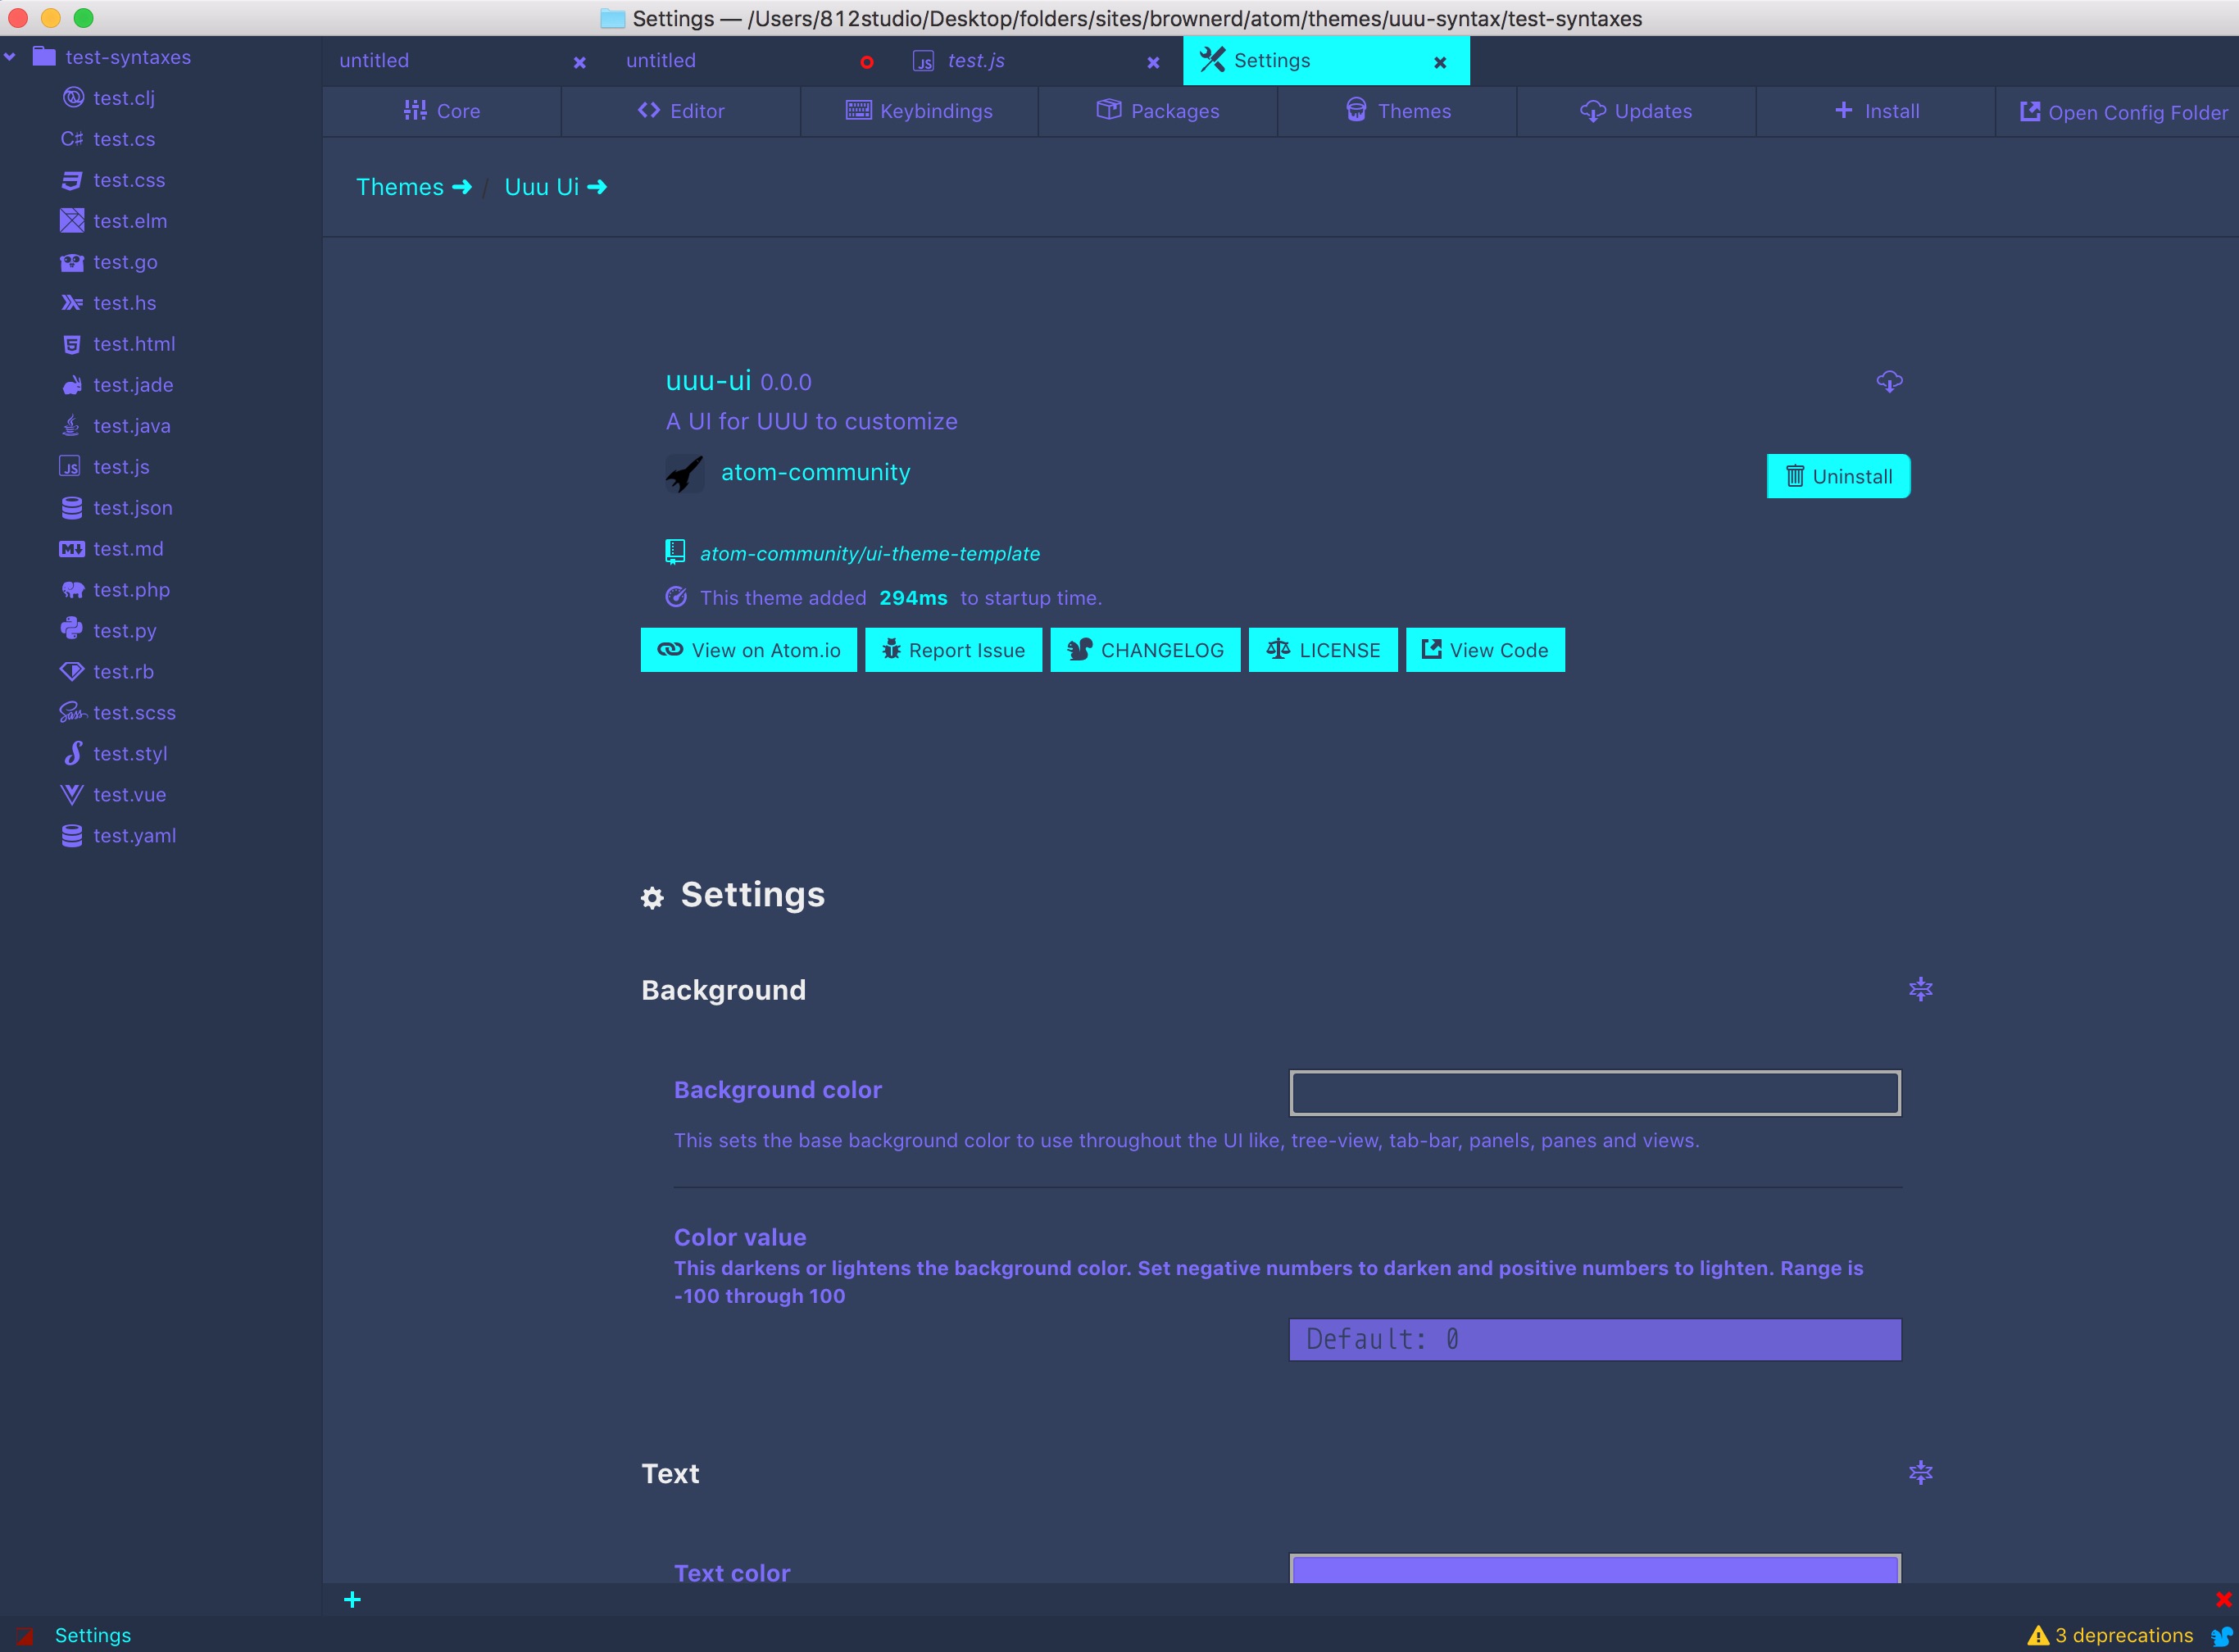 Settings — /Users/812studio/Desktop/folders/sites/brownerd/atom/themes/uuu-syntax/test-syntaxes
test-syntaxes
test.clj
test.cs
test.css
test.elm
test.go
test.hs
test.html
test.jade
test.java
test.js
test.json
test.md
test.php
test.py
test.rb
test.scss
test.styl
test.vue
test.yaml
untitled
untitled
test.js
Settings
Core
Editor
Keybindings
Packages
Themes
Updates
Install
Open Config Folder
Themes / Uuu Ui
uuu-ui 0.0.0
A UI for UUU to customize
atom-community
Uninstall
atom-community/ui-theme-template
This theme added 294ms to startup time.
View on Atom.io
Report Issue
CHANGELOG
LICENSE
View Code
Settings
Background
Background color
This sets the base background color to use throughout the UI like, tree-view, tab-bar, panels, panes and views.
Color value
This darkens or lightens the background color. Set negative numbers to darken and positive numbers to lighten. Range is
-100 through 100
Default: 0
Text
Text color
Settings
3 deprecations